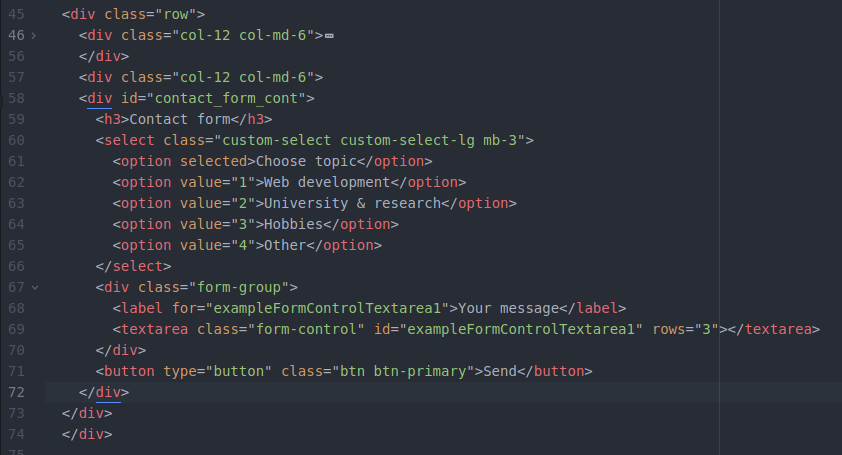 45 <div class="row">
46 <div class="col-12 col-md-6">
56 </div>
57 <div class="col-12 col-md-6">
58 <div id="contact_form_cont">
59 <h3>Contact form</h3>
60 <select class="custom-select custom-select-lg mb-3">
61 <option selected>Choose topic</option>
62 <option value="1">Web development</option>
63 <option value="2">University & research</option>
64 <option value="3">Hobbies</option>
65 <option value="4">Other</option>
66 </select>
67 <div class="form-group">
68 <label for="exampleFormControlTextarea1">Your message</label>
69 <textarea class="form-control" id="exampleFormControlTextarea1" rows="3"></textarea>
70 </div>
71 <button type="button" class="btn btn-primary">Send</button>
72 </div>
73 </div>
74 </div>
75